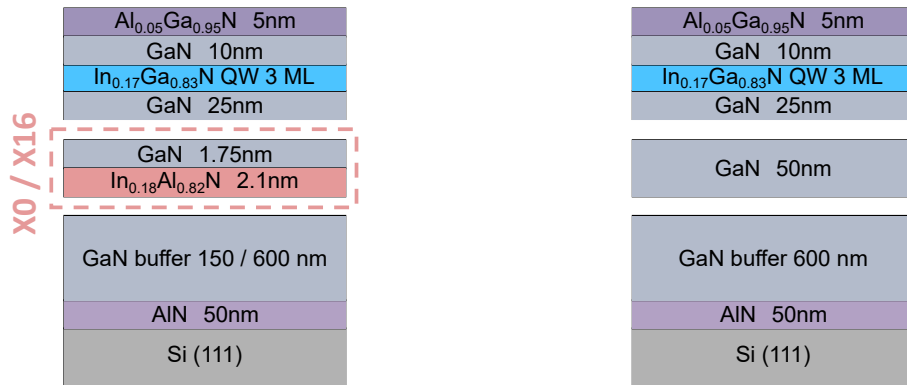 Al₀.₀₅Ga₀.₉₅N 5nm
GaN 10nm
In₀.₁₇Ga₀.₈₃N QW 3 ML
GaN 25nm
X0 / X16
GaN 1.75nm
In₀.₁₈Al₀.₈₂N 2.1nm
GaN buffer 150 / 600 nm
AlN 50nm
Si (111)
Al₀.₀₅Ga₀.₉₅N 5nm
GaN 10nm
In₀.₁₇Ga₀.₈₃N QW 3 ML
GaN 25nm
GaN 50nm
GaN buffer 600 nm
AlN 50nm
Si (111)